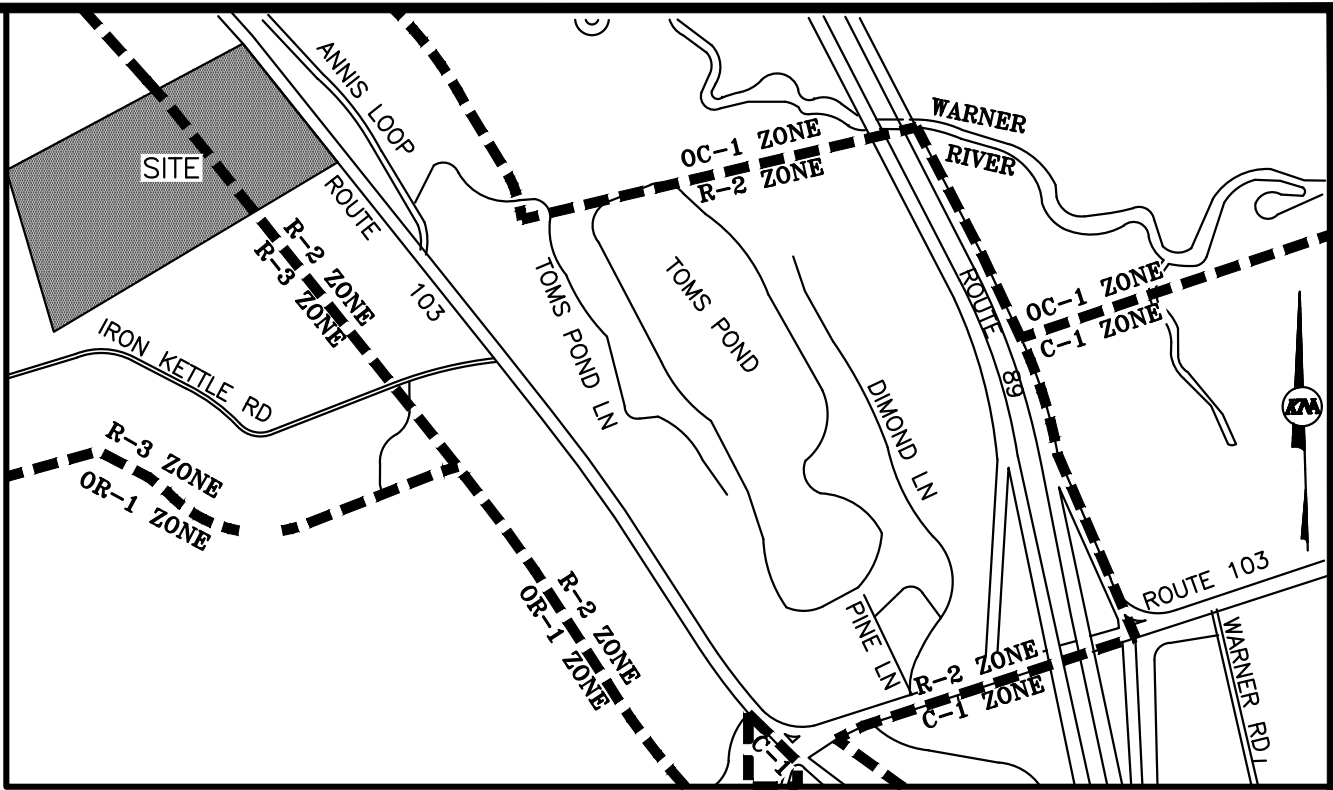 ANNIS LOOP
WARNER
RIVER
OC-1 ZONE
R-2 ZONE
SITE
ROUTE
103
R-2 ZONE
R-3 ZONE
TOMS POND LN
TOMS POND
ROUTE
89
OC-1 ZONE
C-1 ZONE
IRON KETTLE RD
DIMOND LN
KNA
R-3 ZONE
OR-1 ZONE
R-2 ZONE
OR-1 ZONE
PINE LN
ROUTE 103
WARNER RD
R-2 ZONE
C-1 ZONE
C-1